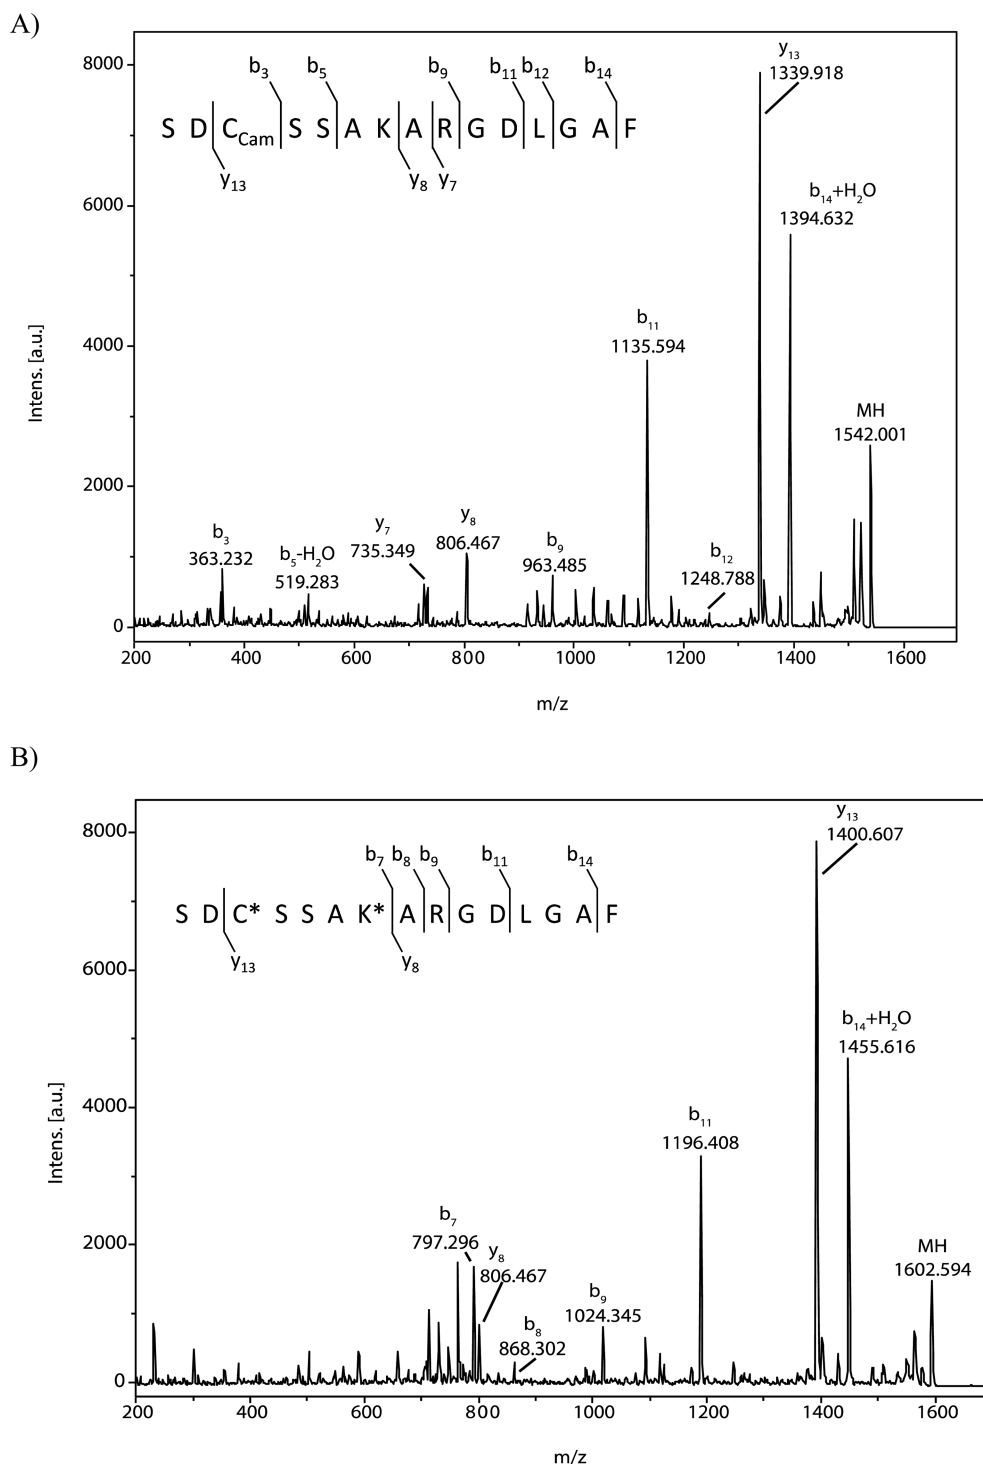 A)
8000
6000
4000
2000
0
Intens. [a.u.]
b3 b5 b9 b11 b12 b14
S D CCam S S A K A R G D L G A F
y13 y8 y7
y13
1339.918
b14+H2O
1394.632
b11
1135.594
MH
1542.001
b3
363.232
b5-H2O
519.283
y7
735.349
y8
806.467
b9
963.485
b12
1248.788
200 400 600 800 1000 1200 1400 1600
m/z
B)
8000
6000
4000
2000
0
Intens. [a.u.]
b7 b8 b9 b11 b14
S D C* S S A K* A R G D L G A F
y13 y8
y13
1400.607
b14+H2O
1455.616
b11
1196.408
b7
797.296
y8
806.467
b8
868.302
b9
1024.345
MH
1602.594
200 400 600 800 1000 1200 1400 1600
m/z